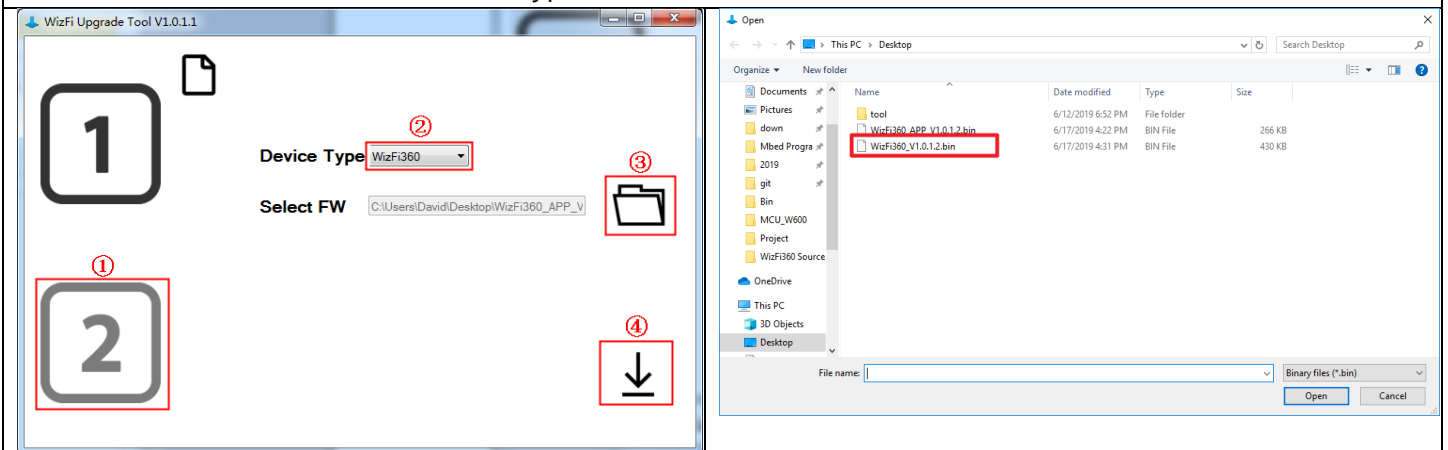 WizFi Upgrade Tool V1.0.1.1
1
②
Device Type WizFi360
③
Select FW C:\Users\David\Desktop\WizFi360_APP_V
①
2
④
Open
This PC > Desktop
Search Desktop
Organize New folder
Name Date modified Type Size
Documents
Pictures
down
Mbed Progra
2019
git
Bin
MCU_W600
Project
WizFi360 Source
OneDrive
This PC
3D Objects
Desktop
tool 6/12/2019 6:52 PM File folder
WizFi360_APP_V1.0.1.2.bin 6/17/2019 4:22 PM BIN File 266 KB
WizFi360_V1.0.1.2.bin 6/17/2019 4:31 PM BIN File 430 KB
File name: Binary files (*.bin)
Open Cancel